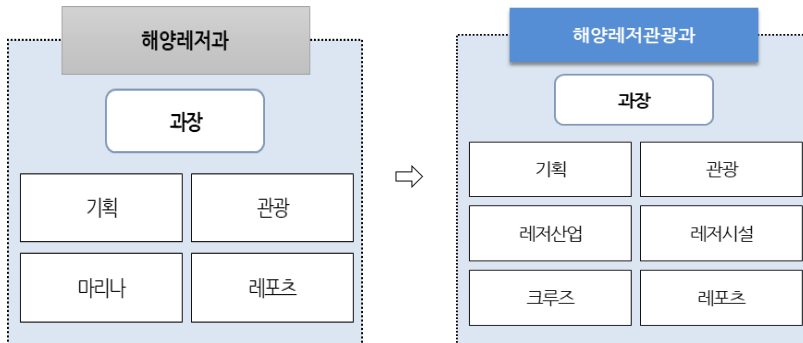 해양레저과
과장
기획
관광
마리나
레포츠
⇨
해양레저관광과
과장
기획
관광
레저산업
레저시설
크루즈
레포츠